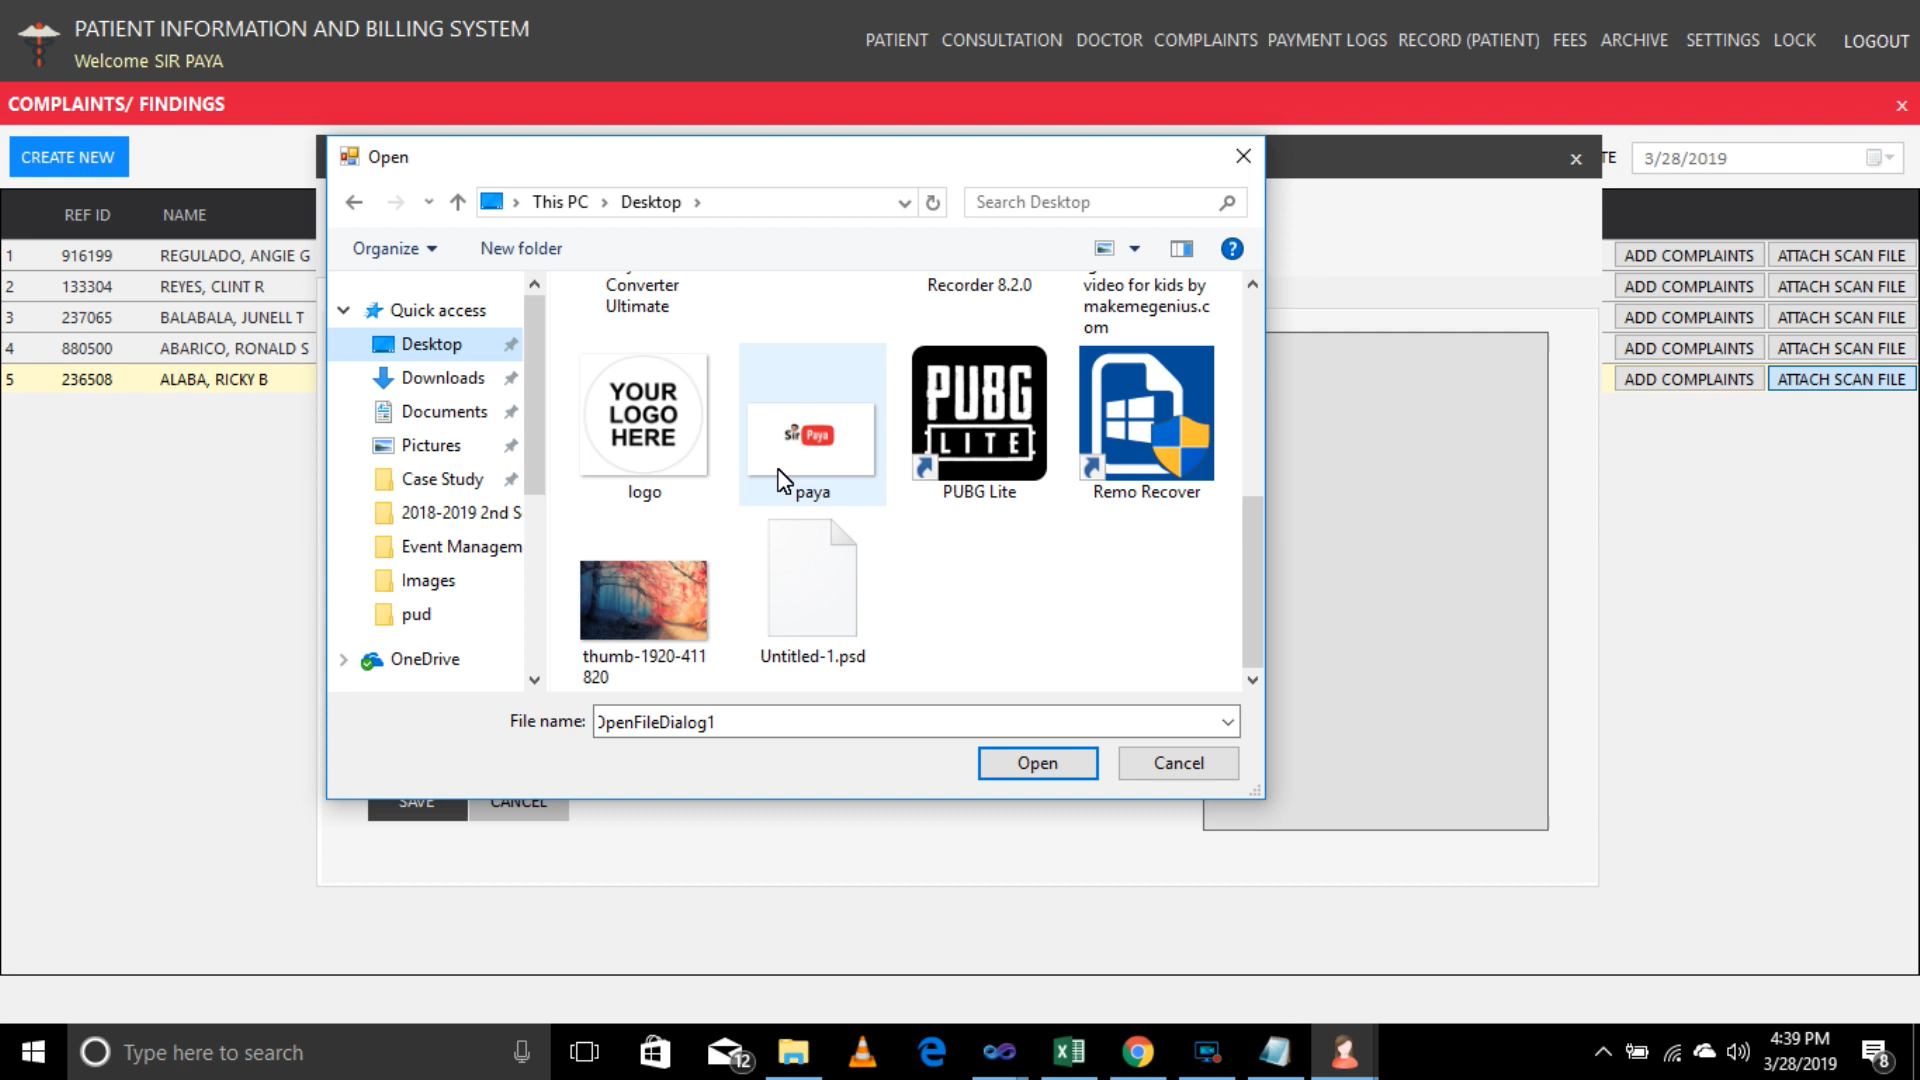 PATIENT INFORMATION AND BILLING SYSTEM
Welcome SIR PAYA
PATIENT CONSULTATION DOCTOR COMPLAINTS PAYMENT LOGS RECORD (PATIENT) FEES ARCHIVE SETTINGS LOCK LOGOUT
COMPLAINTS/ FINDINGS x
CREATE NEW
x
TE 3/28/2019
REF ID NAME
1 916199 REGULADO, ANGIE G ADD COMPLAINTS ATTACH SCAN FILE
2 133304 REYES, CLINT R ADD COMPLAINTS ATTACH SCAN FILE
3 237065 BALABALA, JUNELL T ADD COMPLAINTS ATTACH SCAN FILE
4 880500 ABARICO, RONALD S ADD COMPLAINTS ATTACH SCAN FILE
5 236508 ALABA, RICKY B ADD COMPLAINTS ATTACH SCAN FILE
Open
This PC > Desktop >
Search Desktop
Organize New folder
?
Quick access
Desktop
Downloads
Documents
Pictures
Case Study
2018-2019 2nd S
Event Managem
Images
pud
OneDrive
Converter
Ultimate
Recorder 8.2.0
video for kids by
makemegenius.c
om
YOUR
LOGO
HERE
logo
Sir Paya
paya
PUBG
LITE
PUBG Lite
Remo Recover
thumb-1920-411
820
Untitled-1.psd
File name: OpenFileDialog1
Open Cancel
SAVE CANCEL
Type here to search
12
4:39 PM
3/28/2019
8